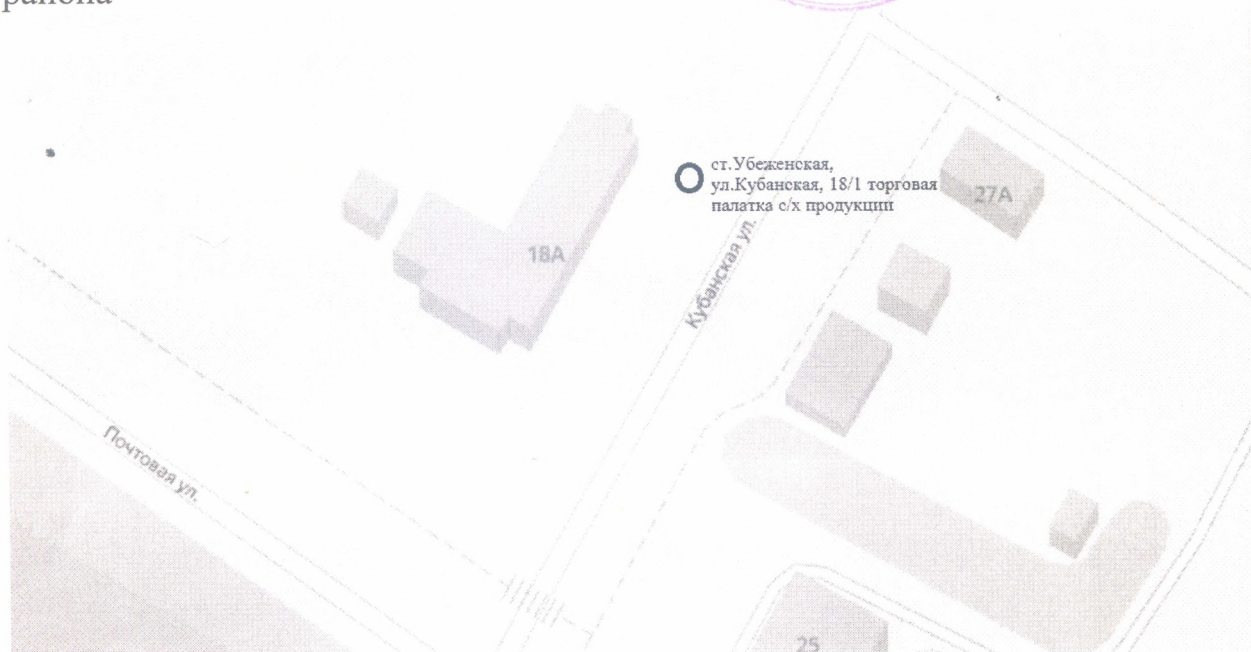 района
ст.Убеженская,
ул.Кубанская, 18/1 торговая
палатка с/х продукции
27А
18А
Кубанская ул.
Почтовая ул.
25